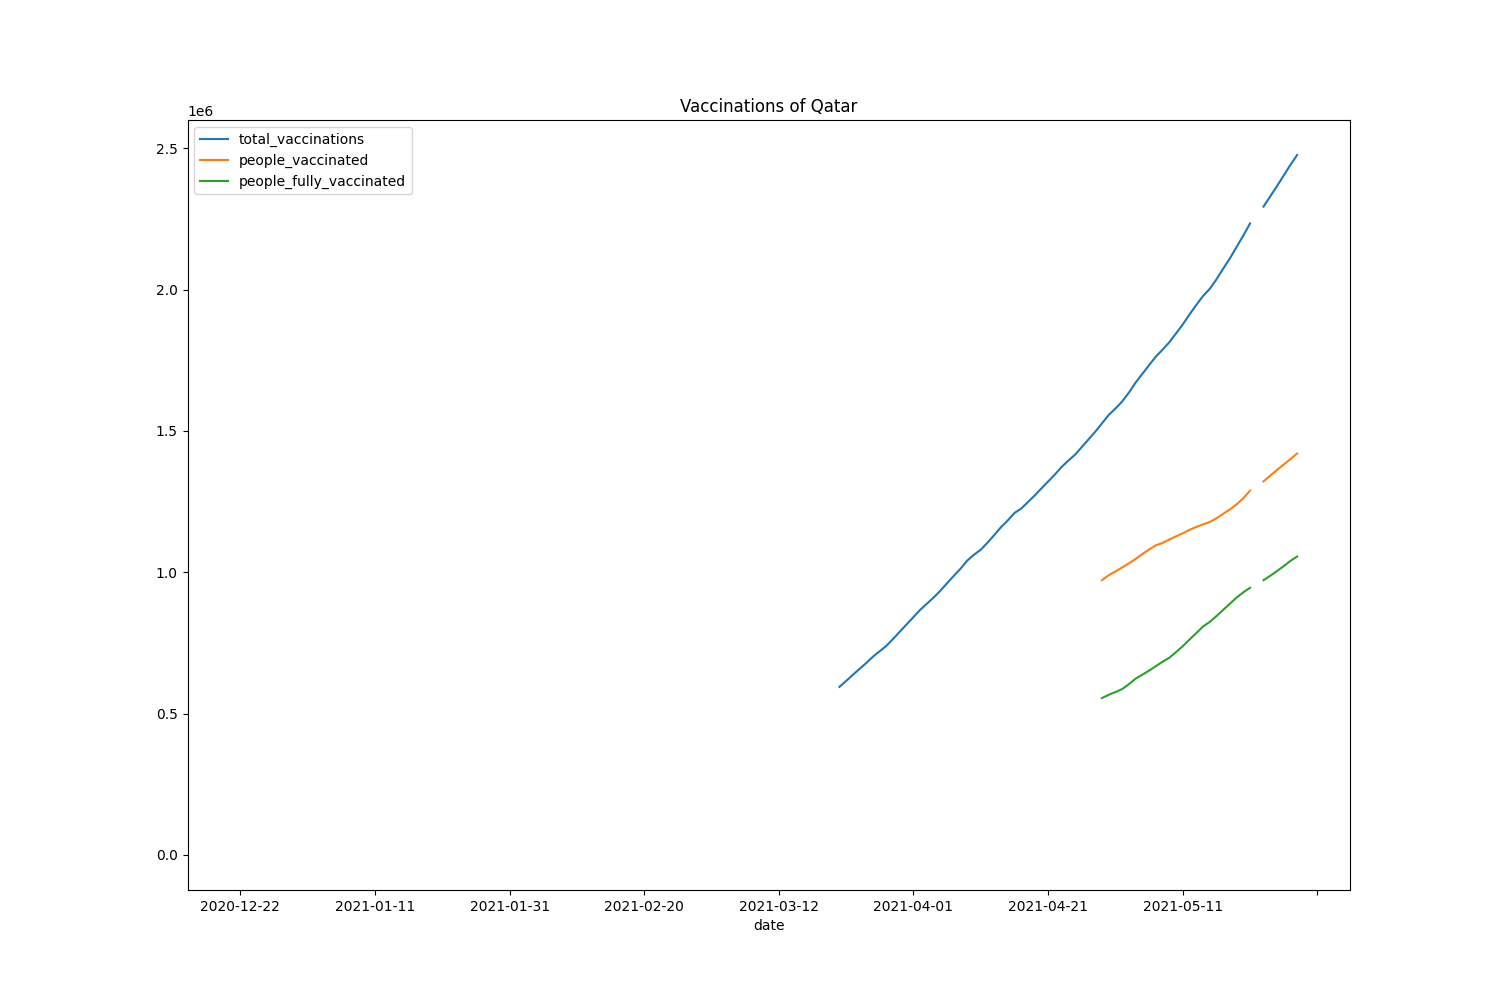 Vaccinations of Qatar
1e6
total_vaccinations
people_vaccinated
people_fully_vaccinated
2.5
2.0
1.5
1.0
0.5
0.0
2020-12-22 2021-01-11 2021-01-31 2021-02-20 2021-03-12 2021-04-01 2021-04-21 2021-05-11
date